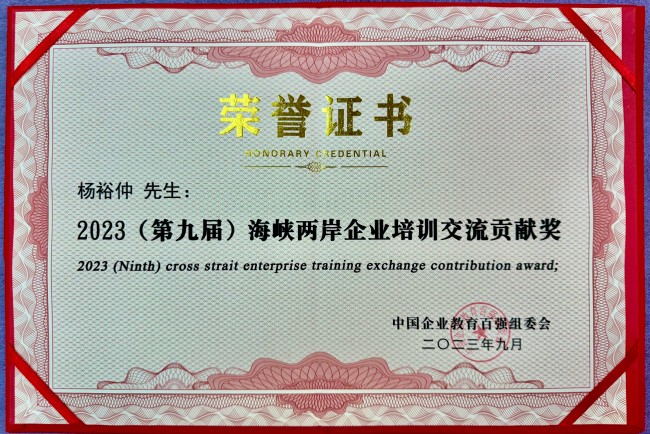 荣誉证书
HONORARY CREDENTIAL
杨裕仲 先生：
2023（第九届）海峡两岸企业培训交流贡献奖
2023 (Ninth) cross strait enterprise training exchange contribution award;
中国企业教育百强组委会
二〇二三年九月